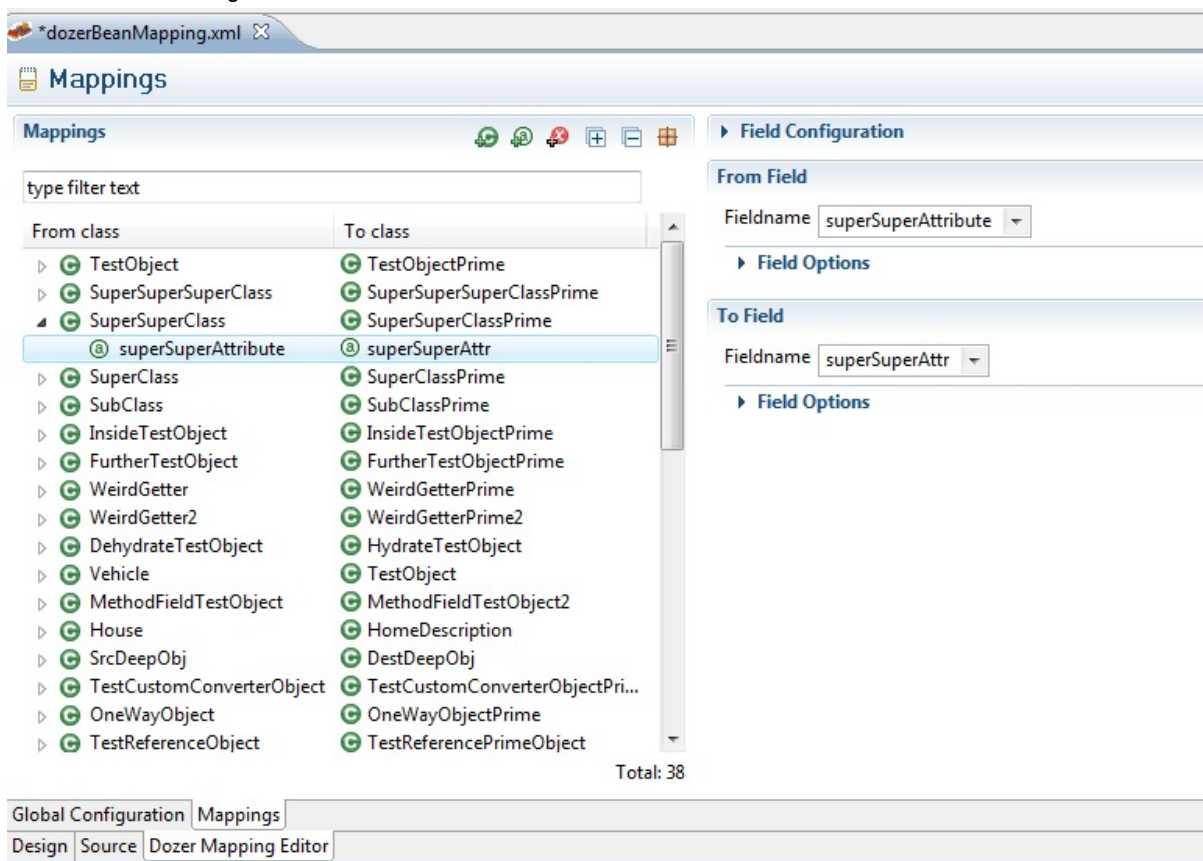 *dozerBeanMapping.xml
Mappings
Mappings
type filter text
From class To class
TestObject TestObjectPrime
SuperSuperSuperClass SuperSuperSuperClassPrime
SuperSuperClass SuperSuperClassPrime
superSuperAttribute superSuperAttr
SuperClass SuperClassPrime
SubClass SubClassPrime
InsideTestObject InsideTestObjectPrime
FurtherTestObject FurtherTestObjectPrime
WeirdGetter WeirdGetterPrime
WeirdGetter2 WeirdGetterPrime2
DehydrateTestObject HydrateTestObject
Vehicle TestObject
MethodFieldTestObject MethodFieldTestObject2
House HomeDescription
SrcDeepObj DestDeepObj
TestCustomConverterObject TestCustomConverterObjectPri...
OneWayObject OneWayObjectPrime
TestReferenceObject TestReferencePrimeObject
Total: 38
Field Configuration
From Field
Fieldname superSuperAttribute
Field Options
To Field
Fieldname superSuperAttr
Field Options
Global Configuration Mappings
Design Source Dozer Mapping Editor